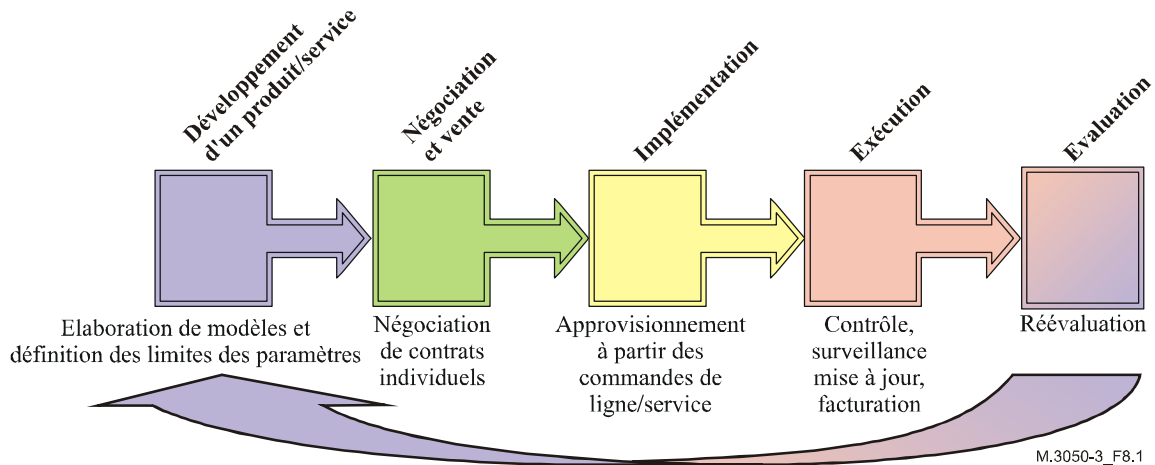 Développement
d'un produit/service
Négociation
et vente
Implémentation
Exécution
Evaluation
Elaboration de modèles et
définition des limites des paramètres
Négociation
de contrats
individuels
Approvisionnement
à partir des
commandes de
ligne/service
Contrôle,
surveillance
mise à jour,
facturation
Réévaluation
M.3050-3_F8.1